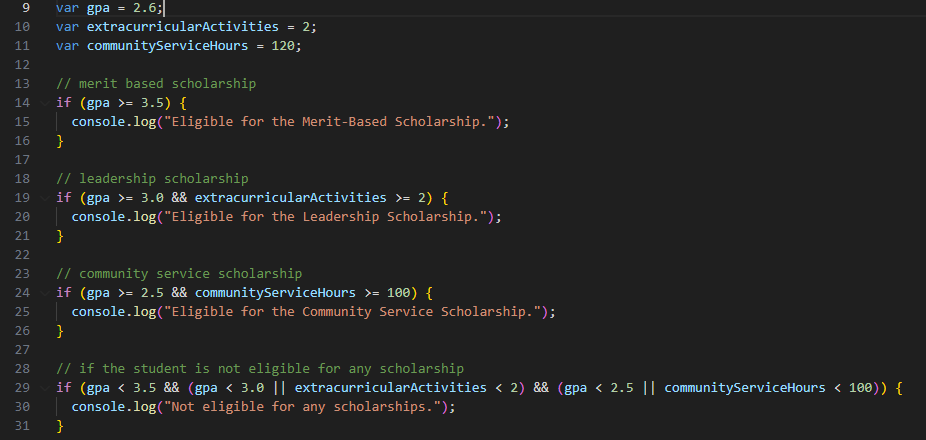 9 var gpa = 2.6;
10 var extracurricularActivities = 2;
11 var communityServiceHours = 120;
12
13 // merit based scholarship
14 if (gpa >= 3.5) {
15 console.log("Eligible for the Merit-Based Scholarship.");
16 }
17
18 // leadership scholarship
19 if (gpa >= 3.0 && extracurricularActivities >= 2) {
20 console.log("Eligible for the Leadership Scholarship.");
21 }
22
23 // community service scholarship
24 if (gpa >= 2.5 && communityServiceHours >= 100) {
25 console.log("Eligible for the Community Service Scholarship.");
26 }
27
28 // if the student is not eligible for any scholarship
29 if (gpa < 3.5 && (gpa < 3.0 || extracurricularActivities < 2) && (gpa < 2.5 || communityServiceHours < 100)) {
30 console.log("Not eligible for any scholarships.");
31 }